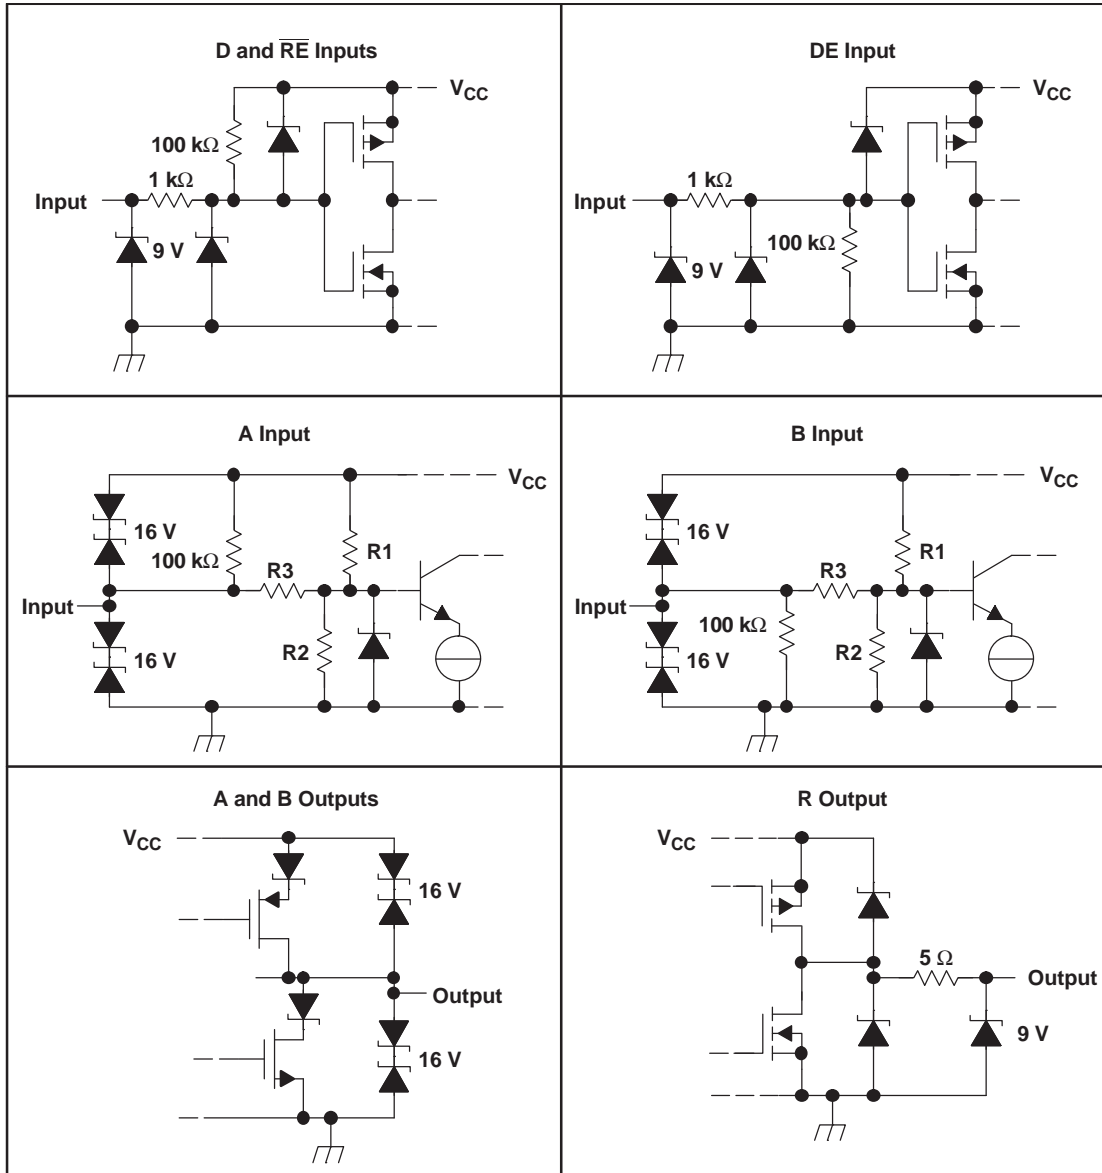 D and RE Inputs
VCC
100 kΩ
1 kΩ
Input
9 V
DE Input
VCC
1 kΩ
Input
100 kΩ
9 V
A Input
VCC
16 V
100 kΩ
R1
R3
Input
16 V
R2
B Input
VCC
16 V
R1
R3
Input
100 kΩ
16 V
R2
A and B Outputs
VCC
16 V
Output
16 V
R Output
VCC
5 Ω
Output
9 V